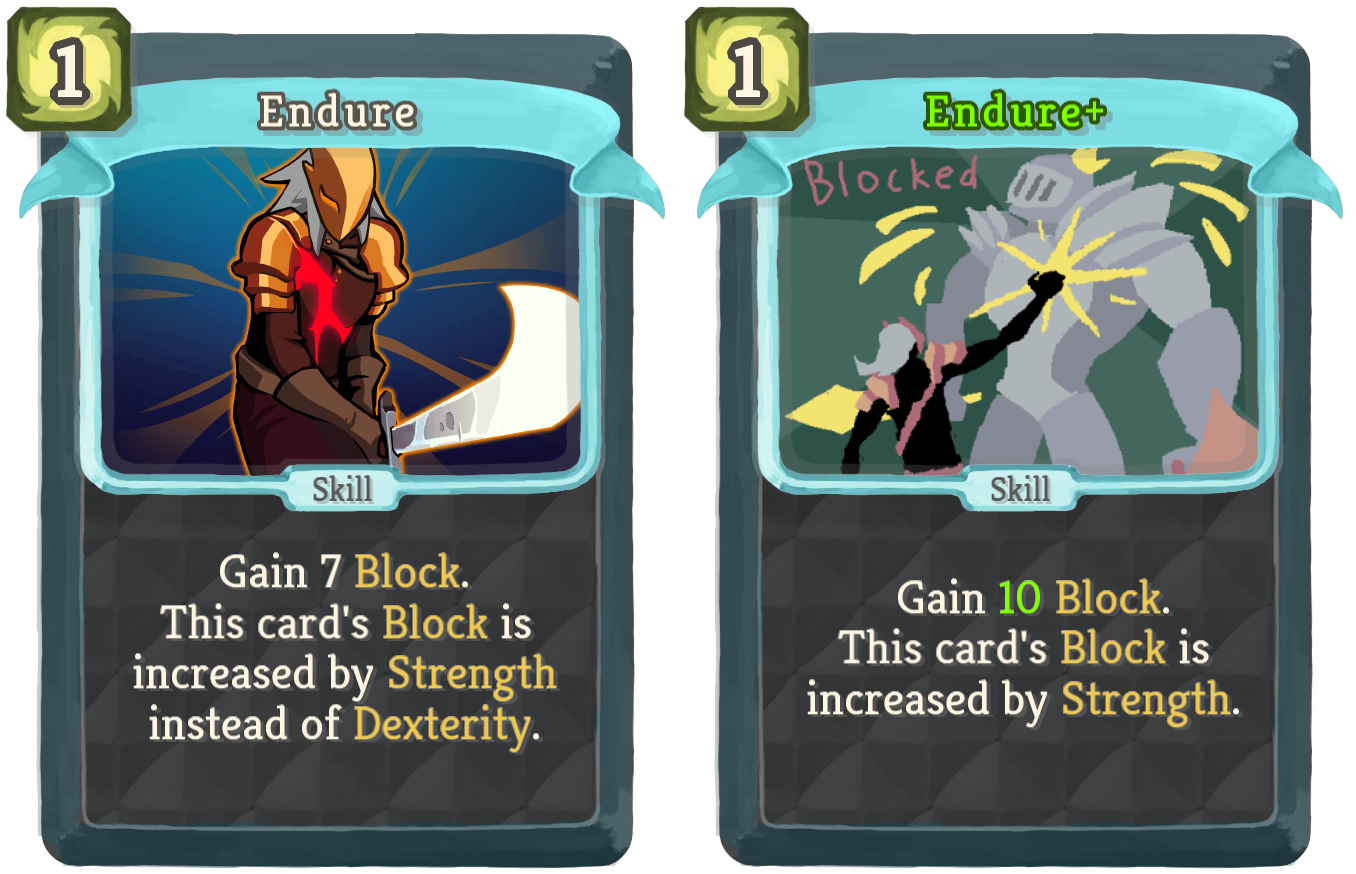 1
Endure
Skill
Gain 7 Block.
This card's Block is
increased by Strength
instead of Dexterity.
1
Endure+
Blocked
Skill
Gain 10 Block.
This card's Block is
increased by Strength.